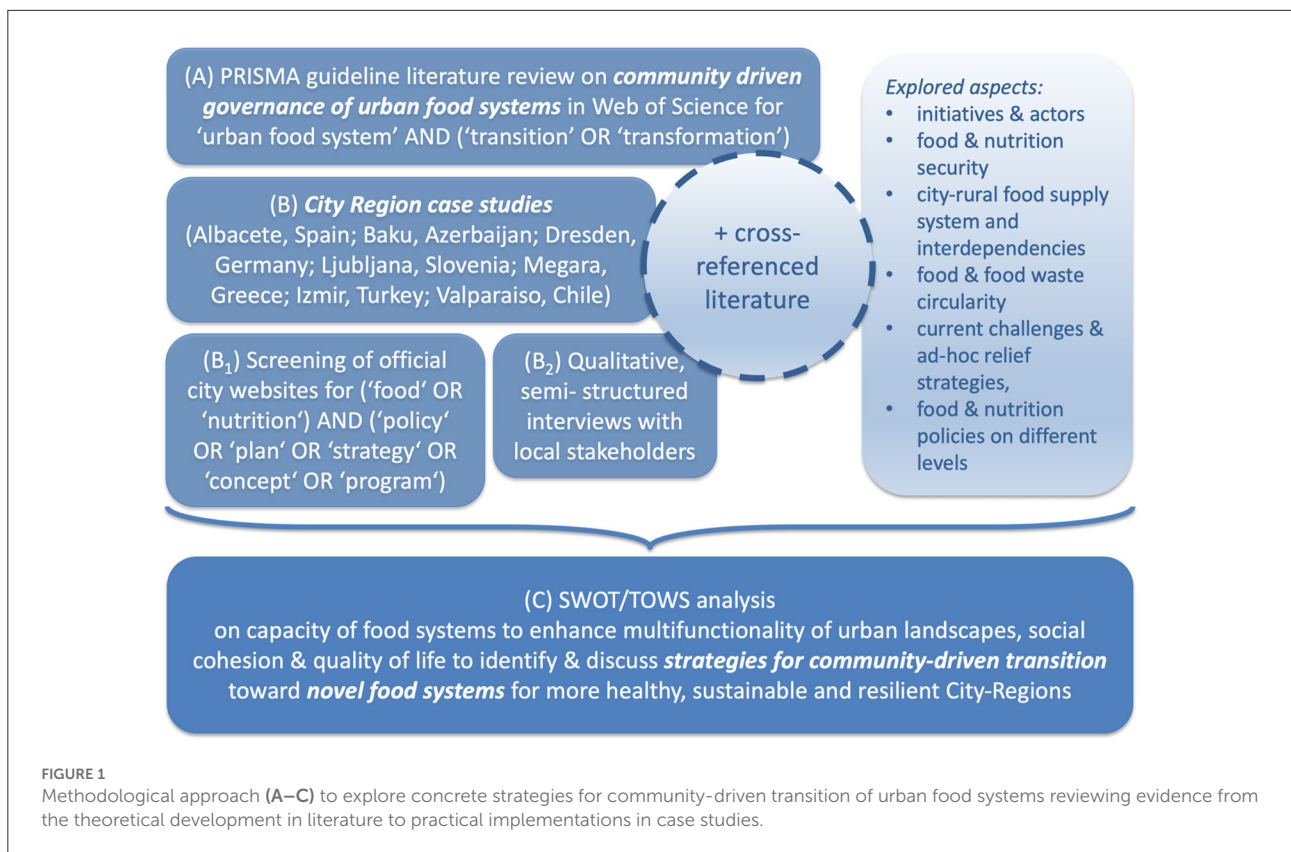 (A) PRISMA guideline literature review on community driven
governance of urban food systems in Web of Science for
‘urban food system’ AND (‘transition’ OR ‘transformation’)
(B) City Region case studies
(Albacete, Spain; Baku, Azerbaijan; Dresden,
Germany; Ljubljana, Slovenia; Megara,
Greece; Izmir, Turkey; Valparaiso, Chile)
+ cross-
referenced
literature
(B₁) Screening of official
city websites for (‘food‘ OR
‘nutrition‘) AND (‘policy‘
OR ‘plan‘ OR ‘strategy‘ OR
‘concept‘ OR ‘program‘)
(B₂) Qualitative,
semi- structured
interviews with
local stakeholders
Explored aspects:
• initiatives & actors
• food & nutrition
security
• city-rural food supply
system and
interdependencies
• food & food waste
circularity
• current challenges &
ad-hoc relief
strategies,
• food & nutrition
policies on different
levels
(C) SWOT/TOWS analysis
on capacity of food systems to enhance multifunctionality of urban landscapes, social
cohesion & quality of life to identify & discuss strategies for community-driven transition
toward novel food systems for more healthy, sustainable and resilient City-Regions
FIGURE 1
Methodological approach (A–C) to explore concrete strategies for community-driven transition of urban food systems reviewing evidence from
the theoretical development in literature to practical implementations in case studies.